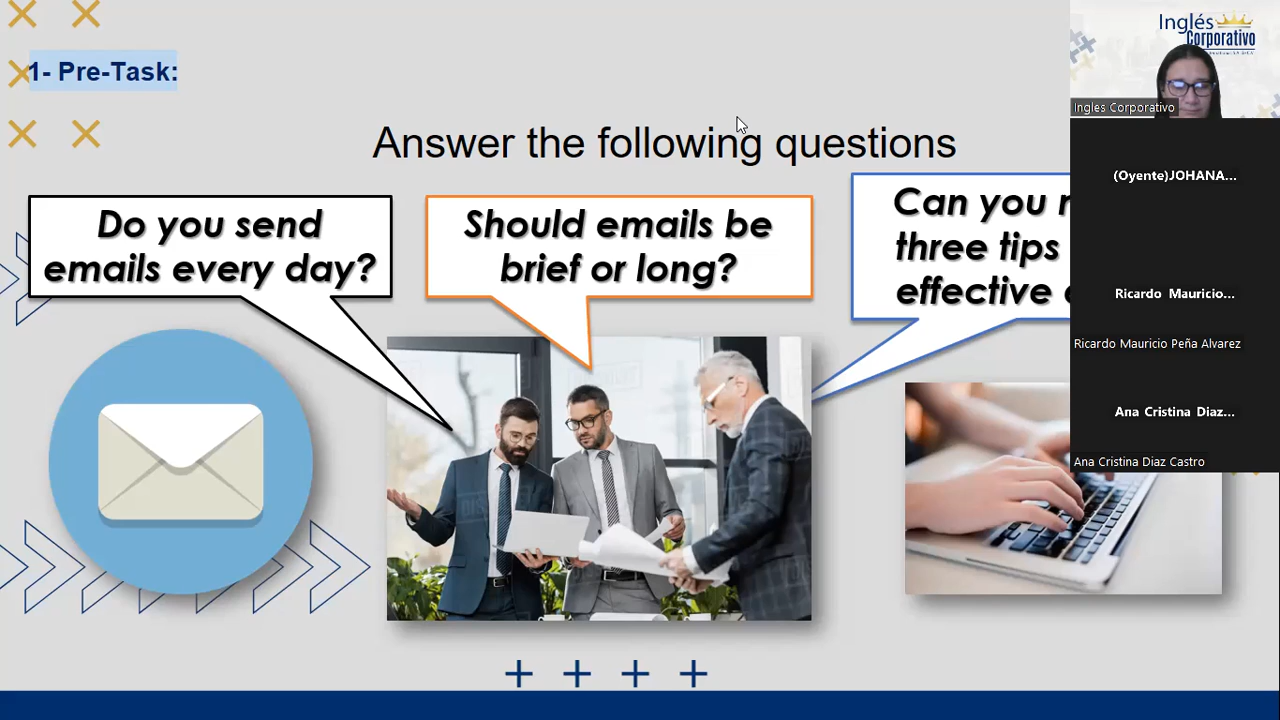 1- Pre-Task:
Answer the following questions
Do you send
emails every day?
Should emails be
brief or long?
Can you
three tips
effective
Inglés
Corporativo
Ingles Corporativo
(Oyente)JOHANA...
Ricardo Mauricio...
Ricardo Mauricio Peña Alvarez
Ana Cristina Diaz...
Ana Cristina Diaz Castro